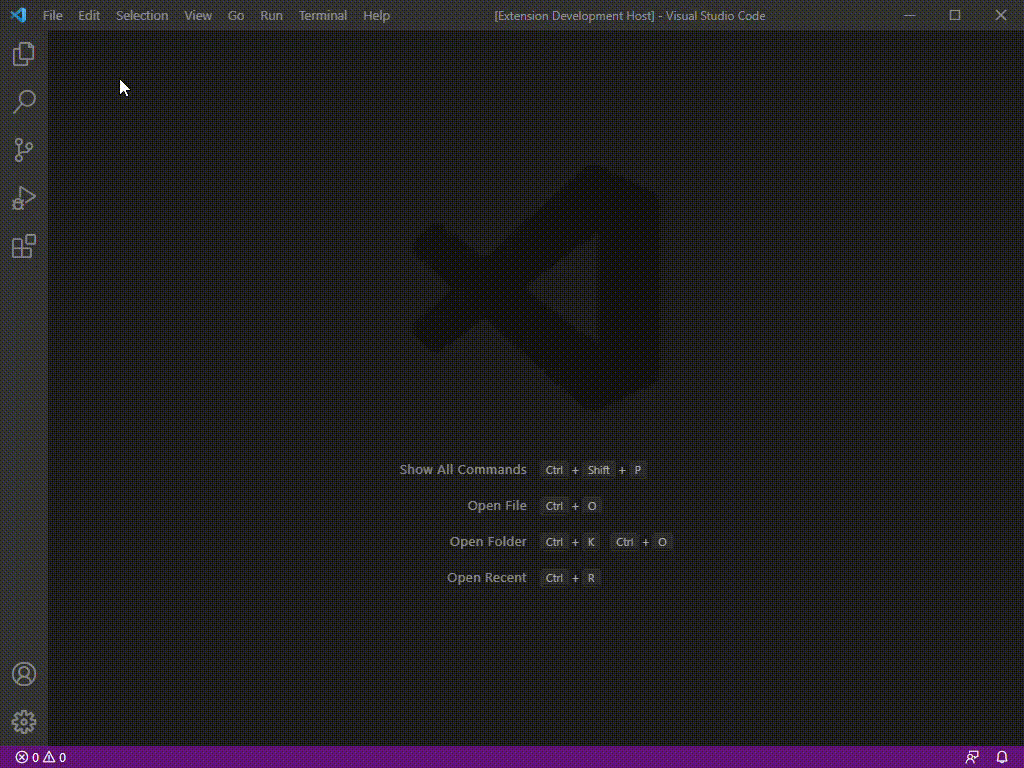 File Edit Selection View Go Run Terminal Help [Extension Development Host] - Visual Studio Code
Show All Commands Ctrl + Shift + P
Open File Ctrl + O
Open Folder Ctrl + K Ctrl + O
Open Recent Ctrl + R
0 0